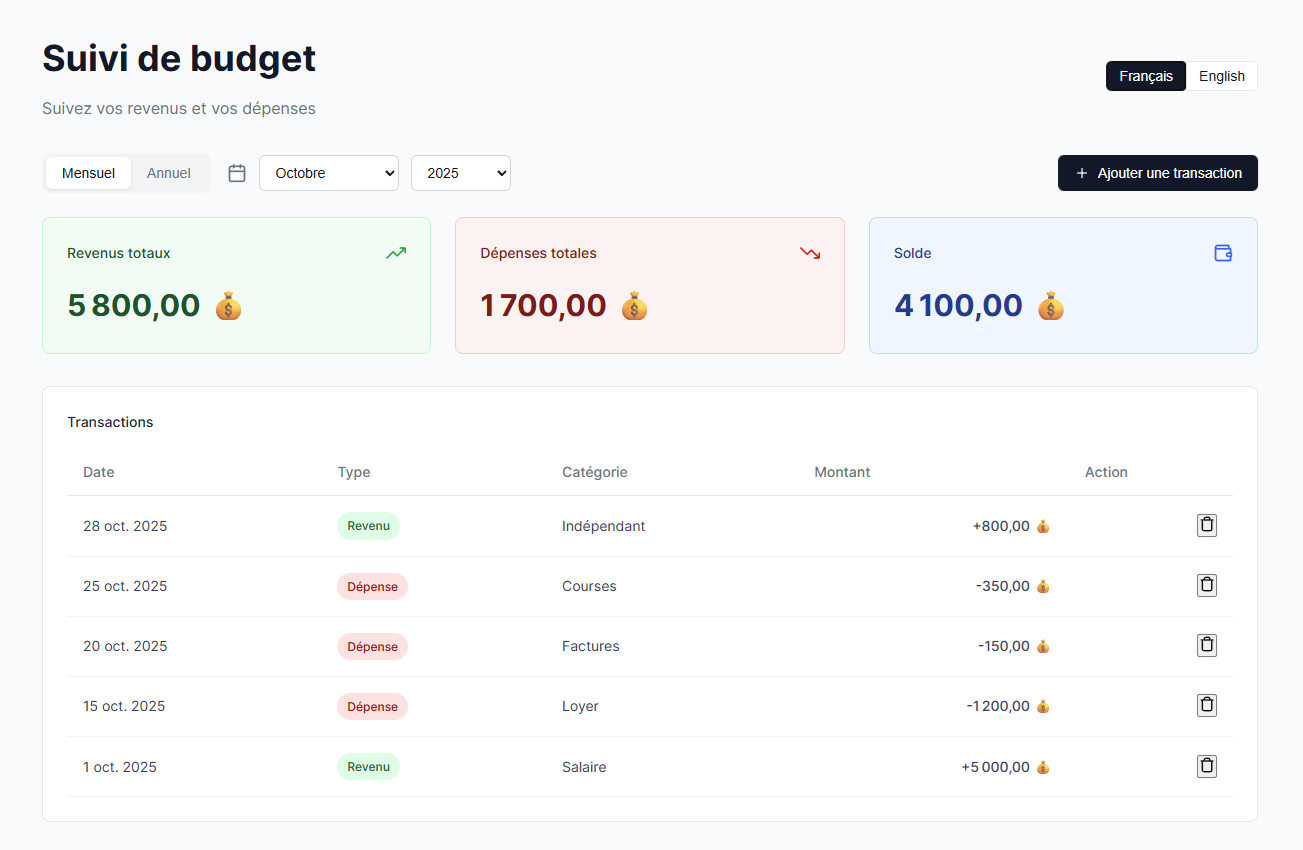 Suivi de budget
Suivez vos revenus et vos dépenses
Français English
Mensuel Annuel Octobre 2025 + Ajouter une transaction
Revenus totaux
5 800,00 💰
Dépenses totales
1 700,00 💰
Solde
4 100,00 💰
Transactions
Date Type Catégorie Montant Action
28 oct. 2025 Revenu Indépendant +800,00 💰
25 oct. 2025 Dépense Courses -350,00 💰
20 oct. 2025 Dépense Factures -150,00 💰
15 oct. 2025 Dépense Loyer -1 200,00 💰
1 oct. 2025 Revenu Salaire +5 000,00 💰